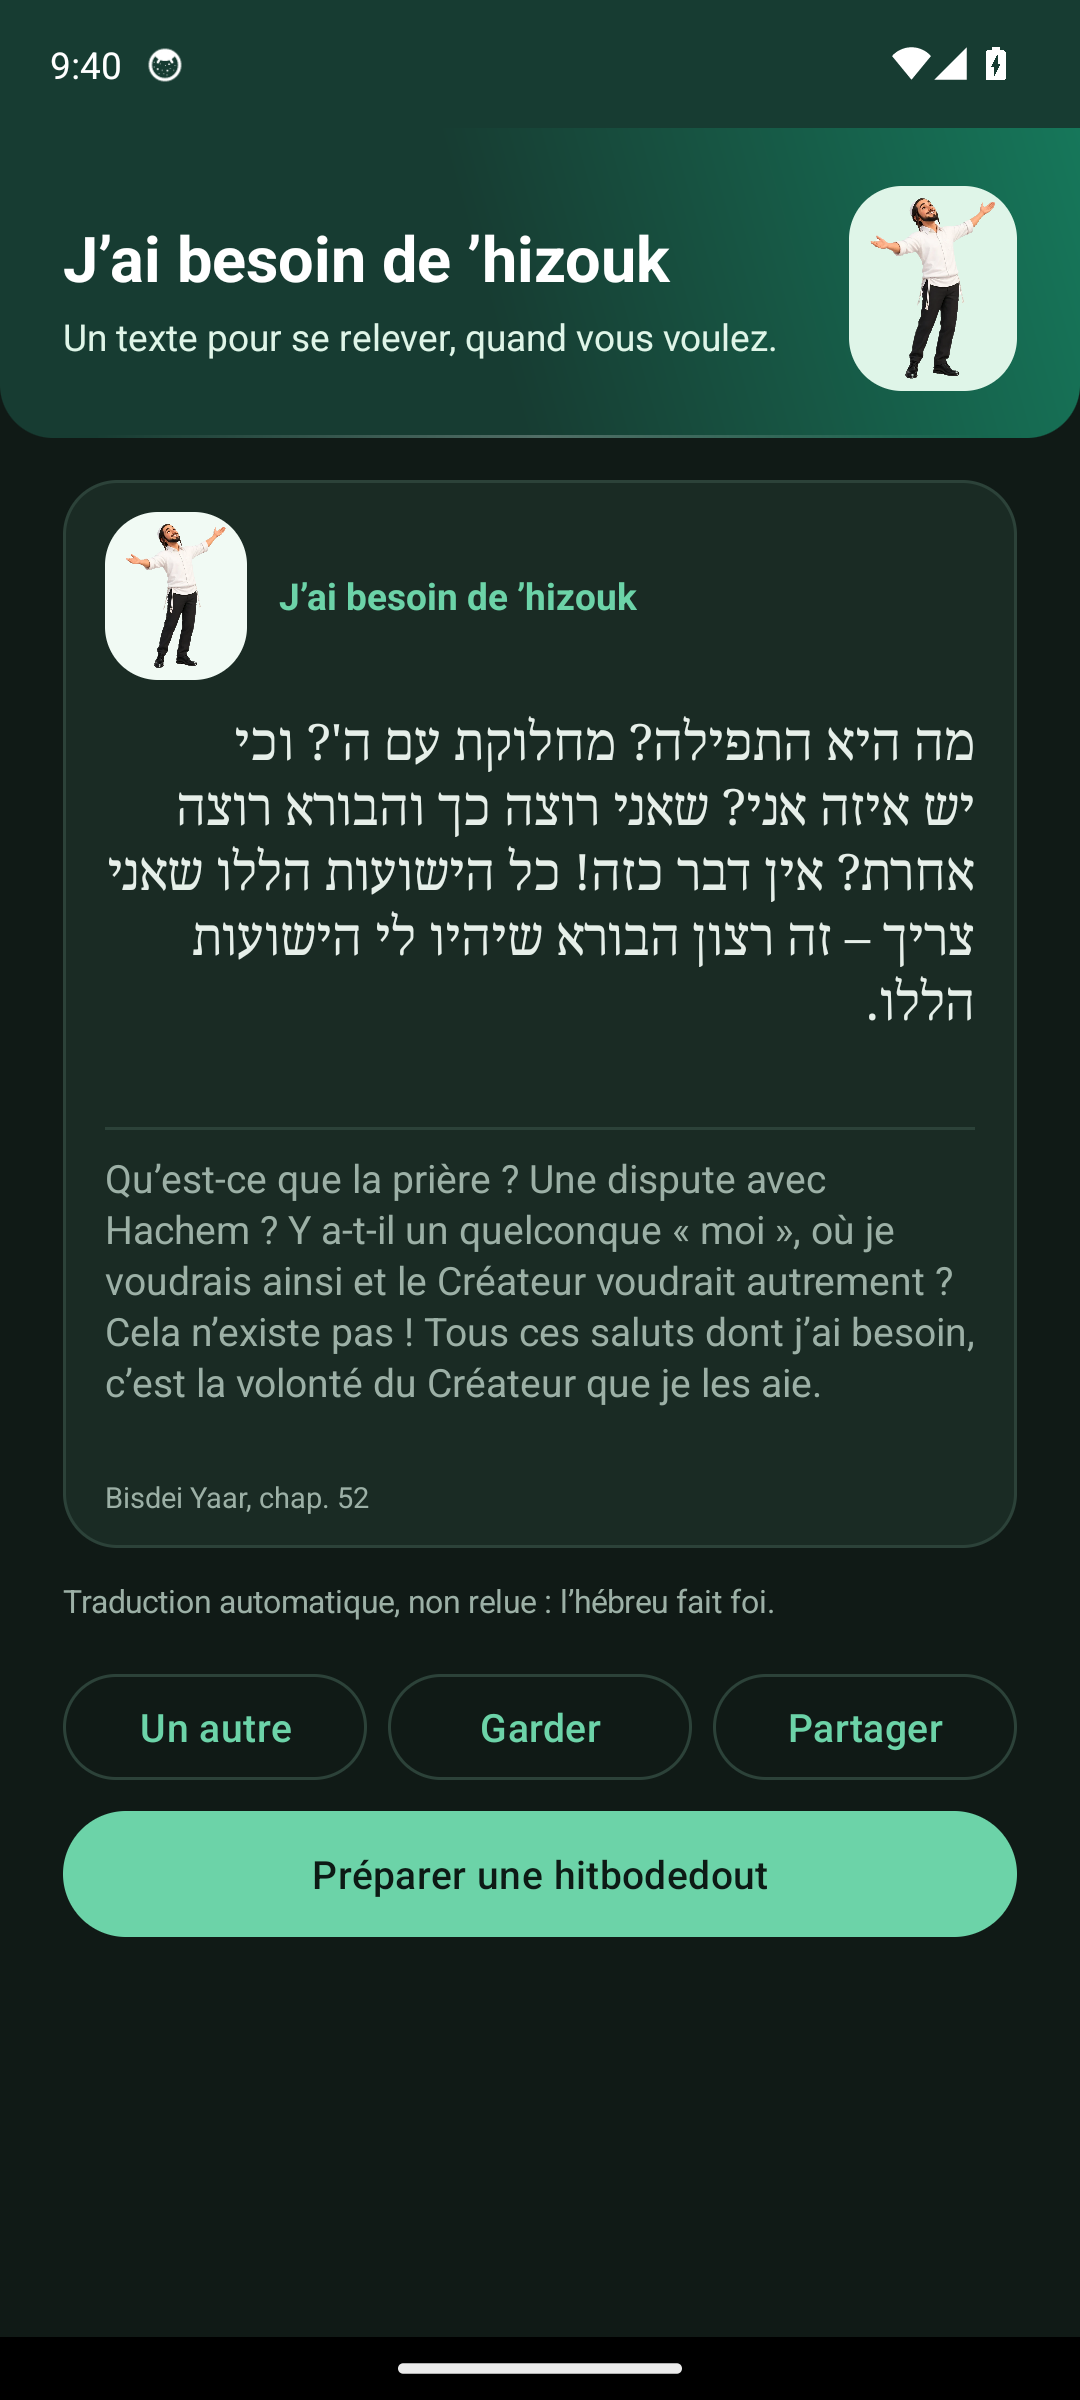 9:40
J’ai besoin de ’hizouk
Un texte pour se relever, quand vous voulez.
J’ai besoin de ’hizouk
מה היא התפילה? מחלוקת עם ה'? וכי
יש איזה אני? שאני רוצה כך והבורא רוצה
אחרת? אין דבר כזה! כל הישועות הללו שאני
צריך – זה רצון הבורא שיהיו לי הישועות
הללו.
Qu’est-ce que la prière ? Une dispute avec
Hachem ? Y a-t-il un quelconque « moi », où je
voudrais ainsi et le Créateur voudrait autrement ?
Cela n’existe pas ! Tous ces saluts dont j’ai besoin,
c’est la volonté du Créateur que je les aie.
Bisdei Yaar, chap. 52
Traduction automatique, non relue : l’hébreu fait foi.
Un autre
Garder
Partager
Préparer une hitbodedout